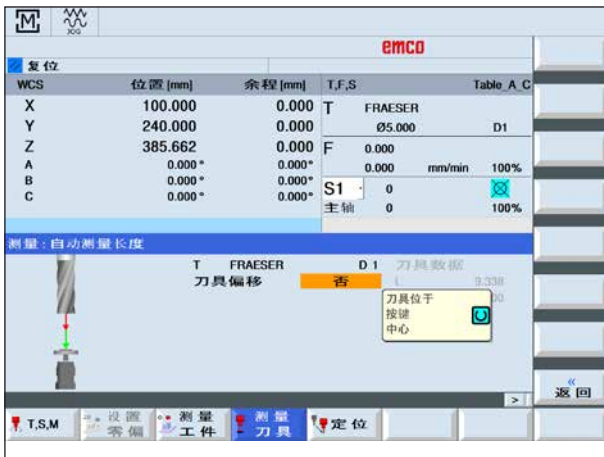 M JOG
emco
复位
WCS 位置 [mm] 余程 [mm] T,F,S Table_A_C
X 100.000 0.000 T FRAESER
Y 240.000 0.000 Ø5.000 D1
Z 385.662 0.000 F 0.000
A 0.000° 0.000° 0.000 mm/min 100%
B 0.000° 0.000° S1 0
C 0.000° 0.000° 主轴 0 100%
测量:自动测量长度
T FRAESER D 1 刀具数据
刀具偏移 否 L 9.338
刀具位于
按键
中心
« 返回
>
T,S,M 设置零偏 测量工件 测量刀具 定位